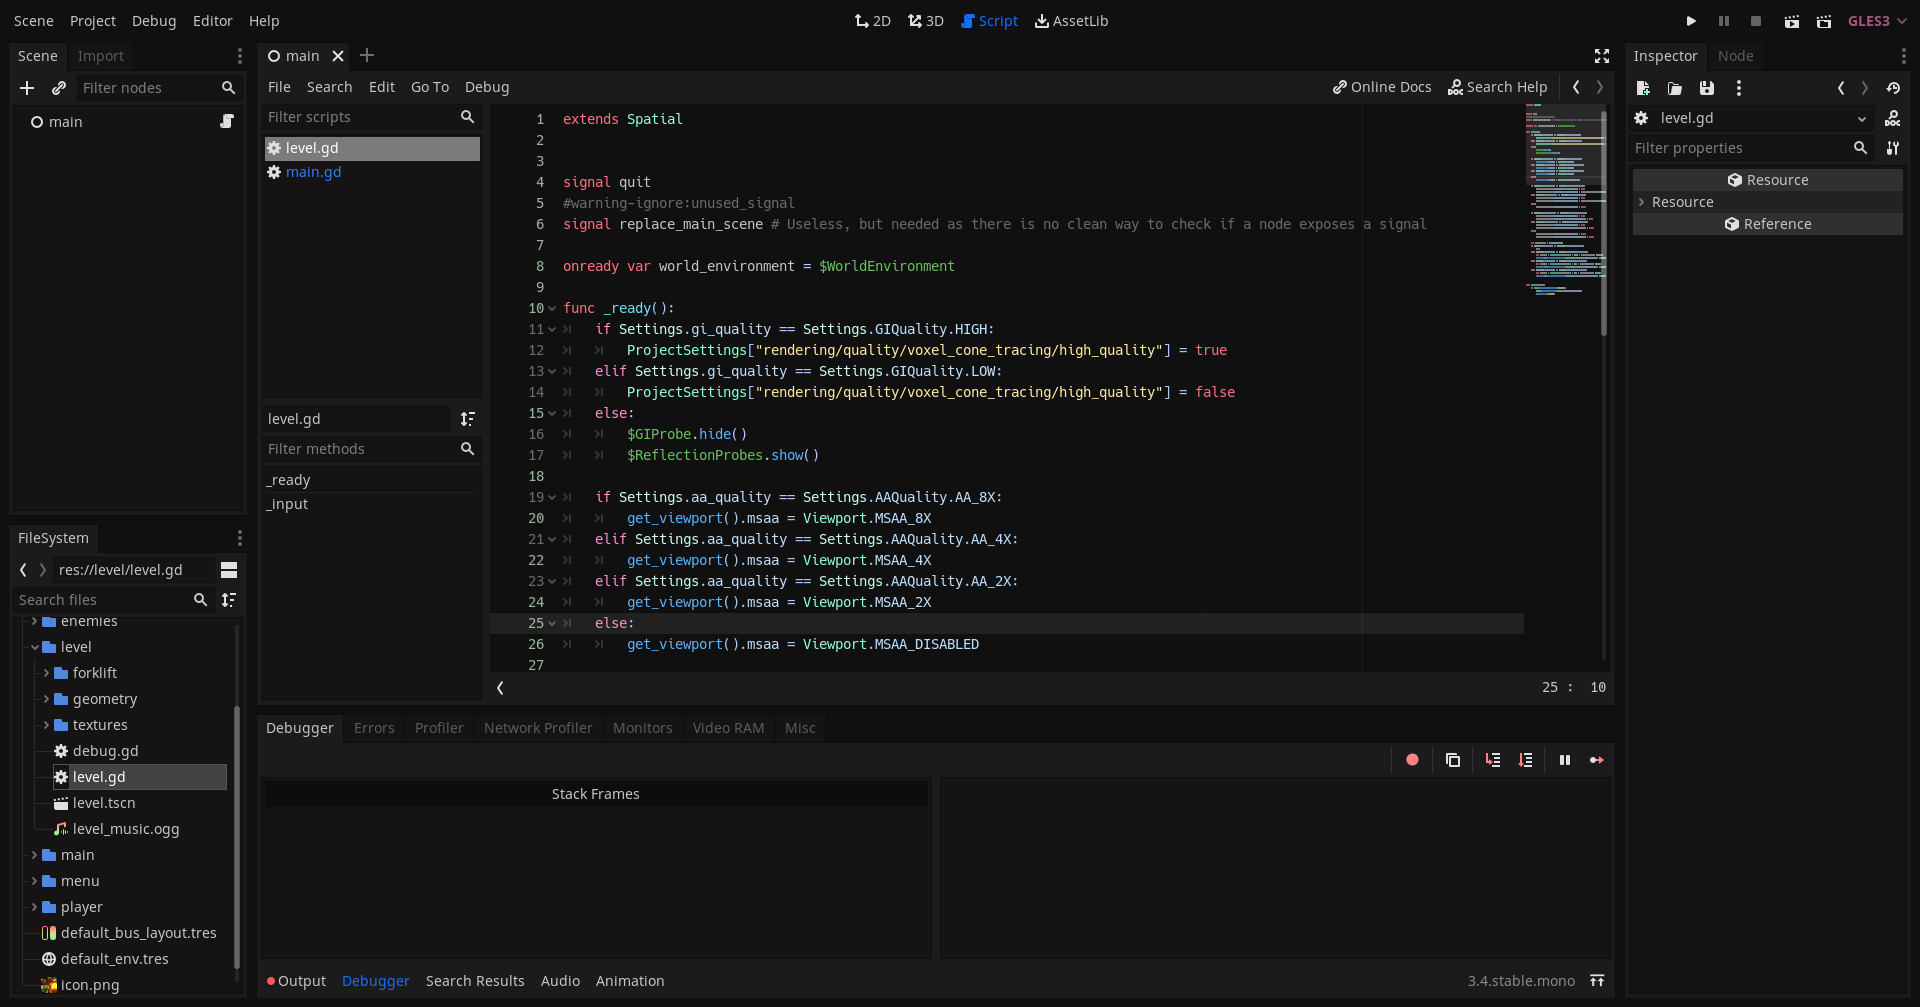 Scene Project Debug Editor Help
2D 3D Script AssetLib
GLES3
Scene Import
Filter nodes
main
FileSystem
res://level/level.gd
Search files
enemies
level
forklift
geometry
textures
debug.gd
level.gd
level.tscn
level_music.ogg
main
menu
player
default_bus_layout.tres
default_env.tres
icon.png
main
File Search Edit Go To Debug
Online Docs Search Help
Filter scripts
level.gd
main.gd
level.gd
Filter methods
_ready
_input
1 extends Spatial
2
3
4 signal quit
5 #warning-ignore:unused_signal
6 signal replace_main_scene # Useless, but needed as there is no clean way to check if a node exposes a signal
7
8 onready var world_environment = $WorldEnvironment
9
10 func _ready():
11 if Settings.gi_quality == Settings.GIQuality.HIGH:
12 ProjectSettings["rendering/quality/voxel_cone_tracing/high_quality"] = true
13 elif Settings.gi_quality == Settings.GIQuality.LOW:
14 ProjectSettings["rendering/quality/voxel_cone_tracing/high_quality"] = false
15 else:
16 $GIProbe.hide()
17 $ReflectionProbes.show()
18
19 if Settings.aa_quality == Settings.AAQuality.AA_8X:
20 get_viewport().msaa = Viewport.MSAA_8X
21 elif Settings.aa_quality == Settings.AAQuality.AA_4X:
22 get_viewport().msaa = Viewport.MSAA_4X
23 elif Settings.aa_quality == Settings.AAQuality.AA_2X:
24 get_viewport().msaa = Viewport.MSAA_2X
25 else:
26 get_viewport().msaa = Viewport.MSAA_DISABLED
27
25 : 10
Debugger Errors Profiler Network Profiler Monitors Video RAM Misc
Stack Frames
Output Debugger Search Results Audio Animation
3.4.stable.mono
Inspector Node
level.gd
Filter properties
Resource
Resource
Reference